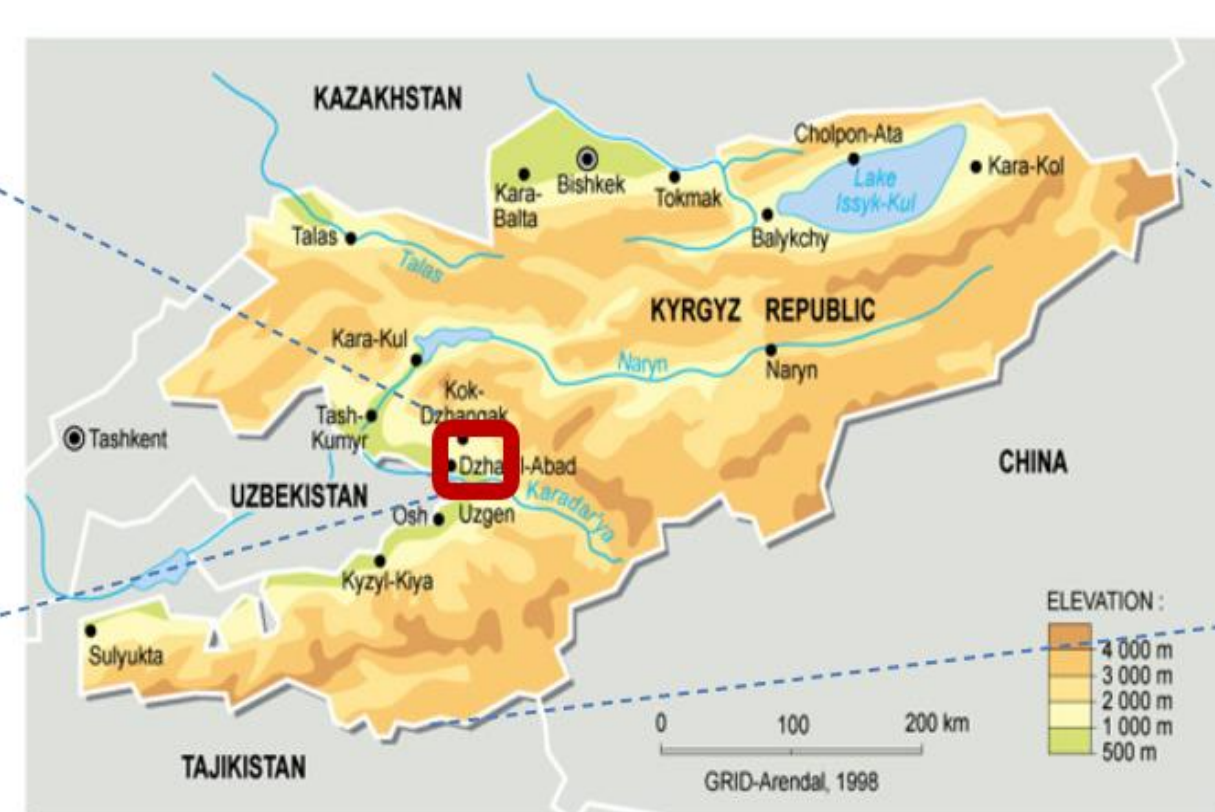 KAZAKHSTAN
Cholpon-Ata
Kara-Kol
Bishkek
Kara-
Balta
Tokmak
Lake
Issyk-Kul
Balykchy
Talas
Talas
KYRGYZ REPUBLIC
Kara-Kul
Naryn
Naryn
Kok-
Dzhangak
Tash-
Kumyr
Tashkent
CHINA
UZBEKISTAN
Karadar'ya
Osh
Uzgen
Kyzyl-Kiya
Sulyukta
TAJIKISTAN
ELEVATION :
4 000 m
3 000 m
2 000 m
1 000 m
500 m
0 100 200 km
GRID-Arendal, 1998